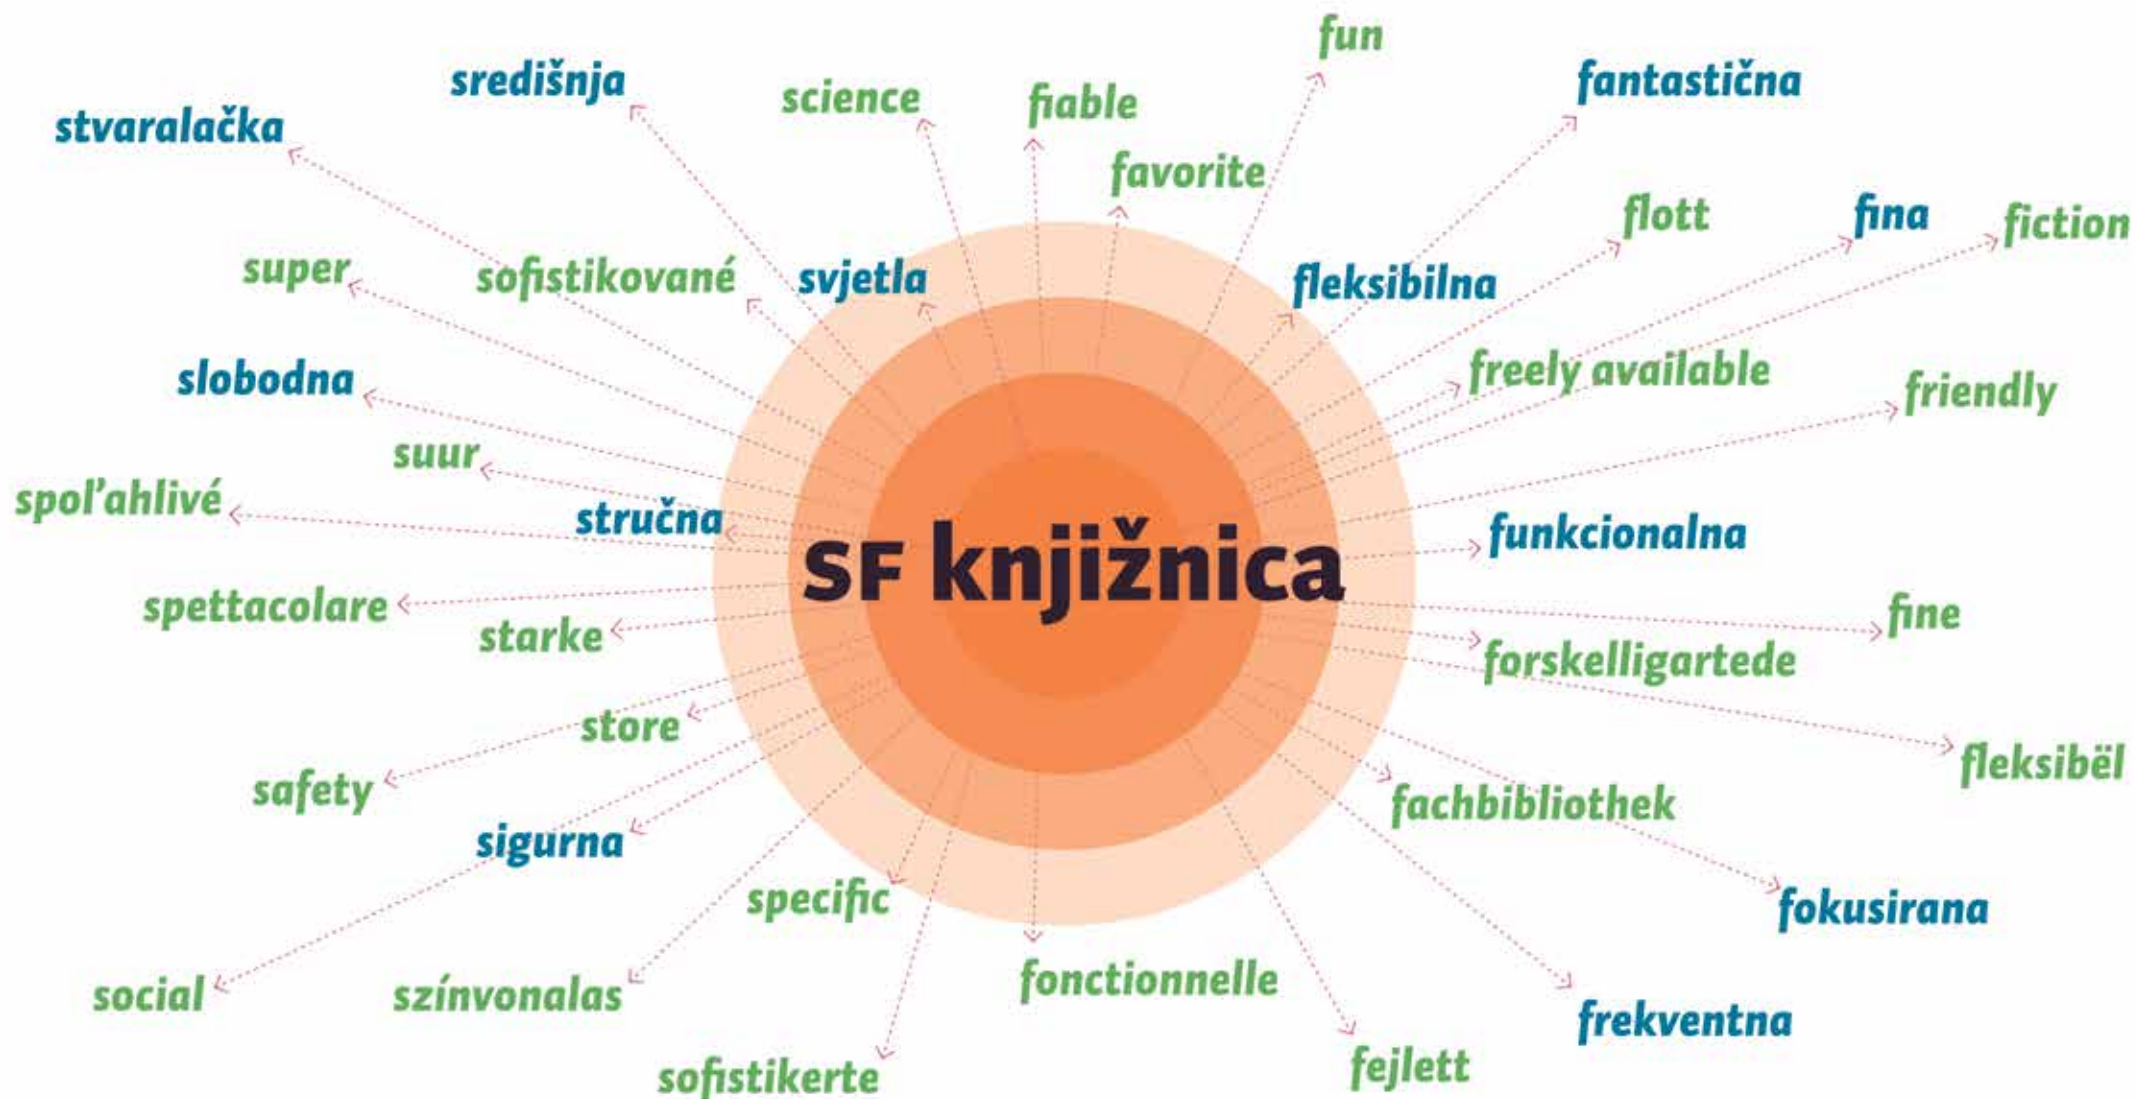 fun
središnja
fantastična
science
fiable
stvaralačka
favorite
flott
fina
fiction
super
sofistikované
svjetla
fleksibilna
slobodna
freely available
friendly
suur
spoľahlivé
stručna
funkcionalna
SF knjižnica
spettacolare
fine
starke
forskelligartede
store
fleksibël
safety
fachbibliothek
sigurna
specific
fokusirana
social
színvonalas
fonctionnelle
frekventna
sofistikerte
fejlett